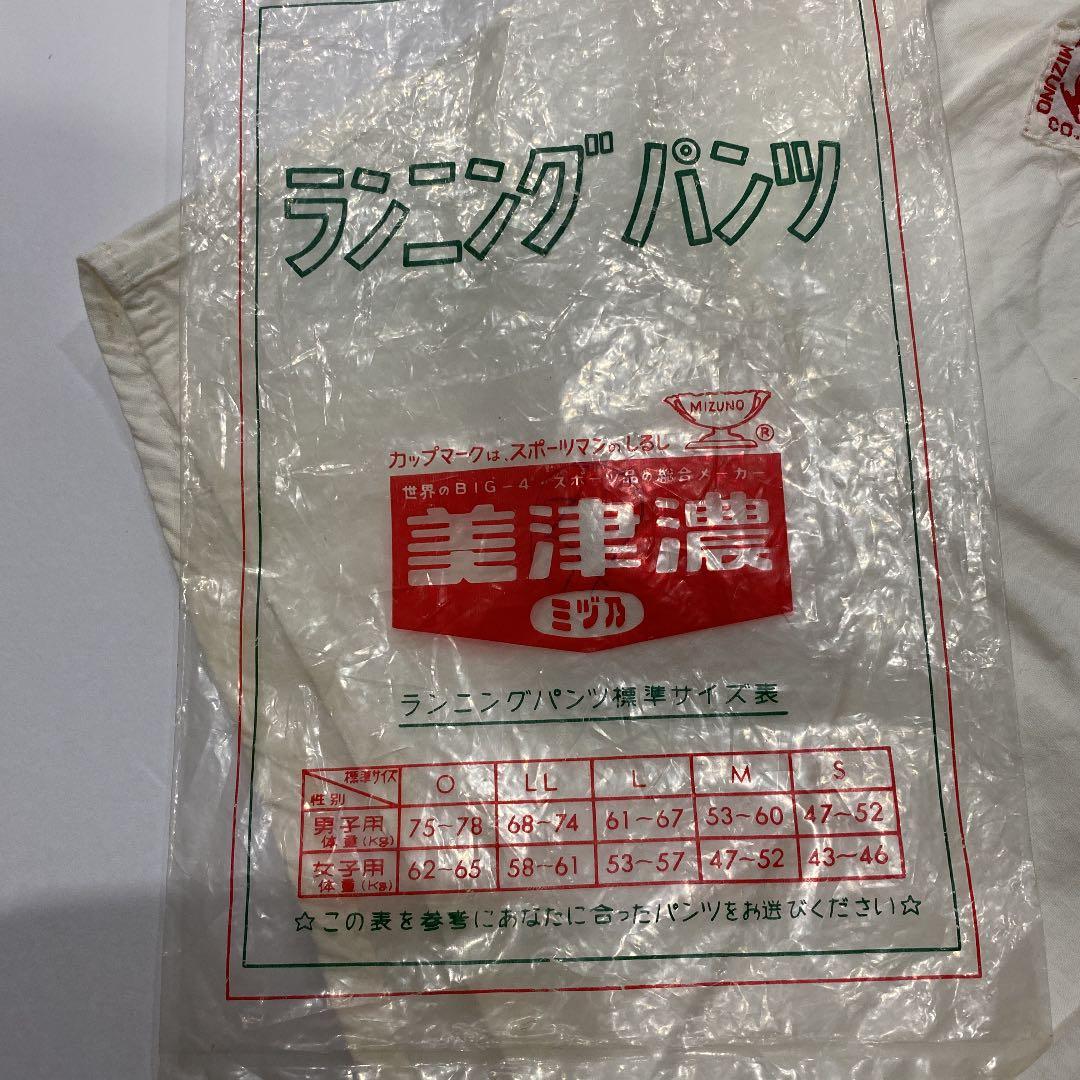 ランニングパンツ
MIZUNO
®
カップマークは、スポーツマンのしるし
世界のBIG-4・スポーツ品の総合メーカー
美津濃
ミヅノ
ランニングパンツ標準サイズ表
標準サイズ 性別 O LL L M S
男子用 体重(Kg) 75~78 68~74 61~67 53~60 47~52
女子用 体重(Kg) 62~65 58~61 53~57 47~52 43~46
☆この表を参考にあなたに合ったパンツをお選びください☆
MIZUNO CO.